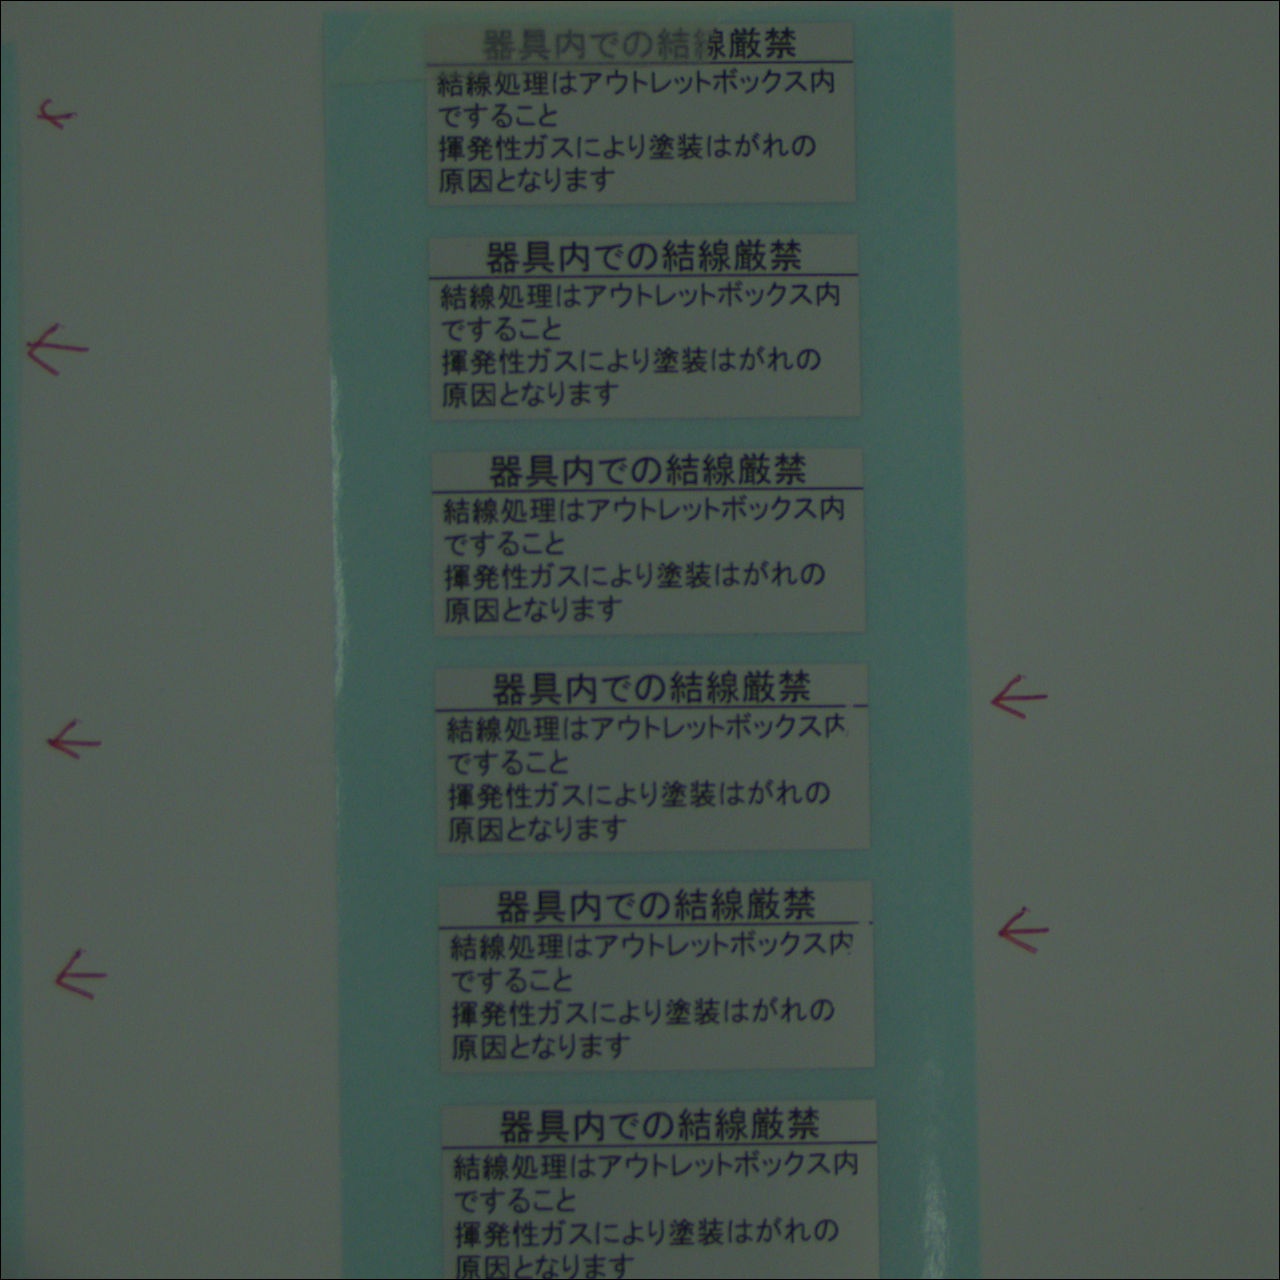 器具内での結線厳禁
結線処理はアウトレットボックス内
ですること
揮発性ガスにより塗装はがれの
原因となります
器具内での結線厳禁
結線処理はアウトレットボックス内
ですること
揮発性ガスにより塗装はがれの
原因となります
器具内での結線厳禁
結線処理はアウトレットボックス内
ですること
揮発性ガスにより塗装はがれの
原因となります
器具内での結線厳禁
結線処理はアウトレットボックス内
ですること
揮発性ガスにより塗装はがれの
原因となります
器具内での結線厳禁
結線処理はアウトレットボックス内
ですること
揮発性ガスにより塗装はがれの
原因となります
器具内での結線厳禁
結線処理はアウトレットボックス内
ですること
揮発性ガスにより塗装はがれの
原因となります